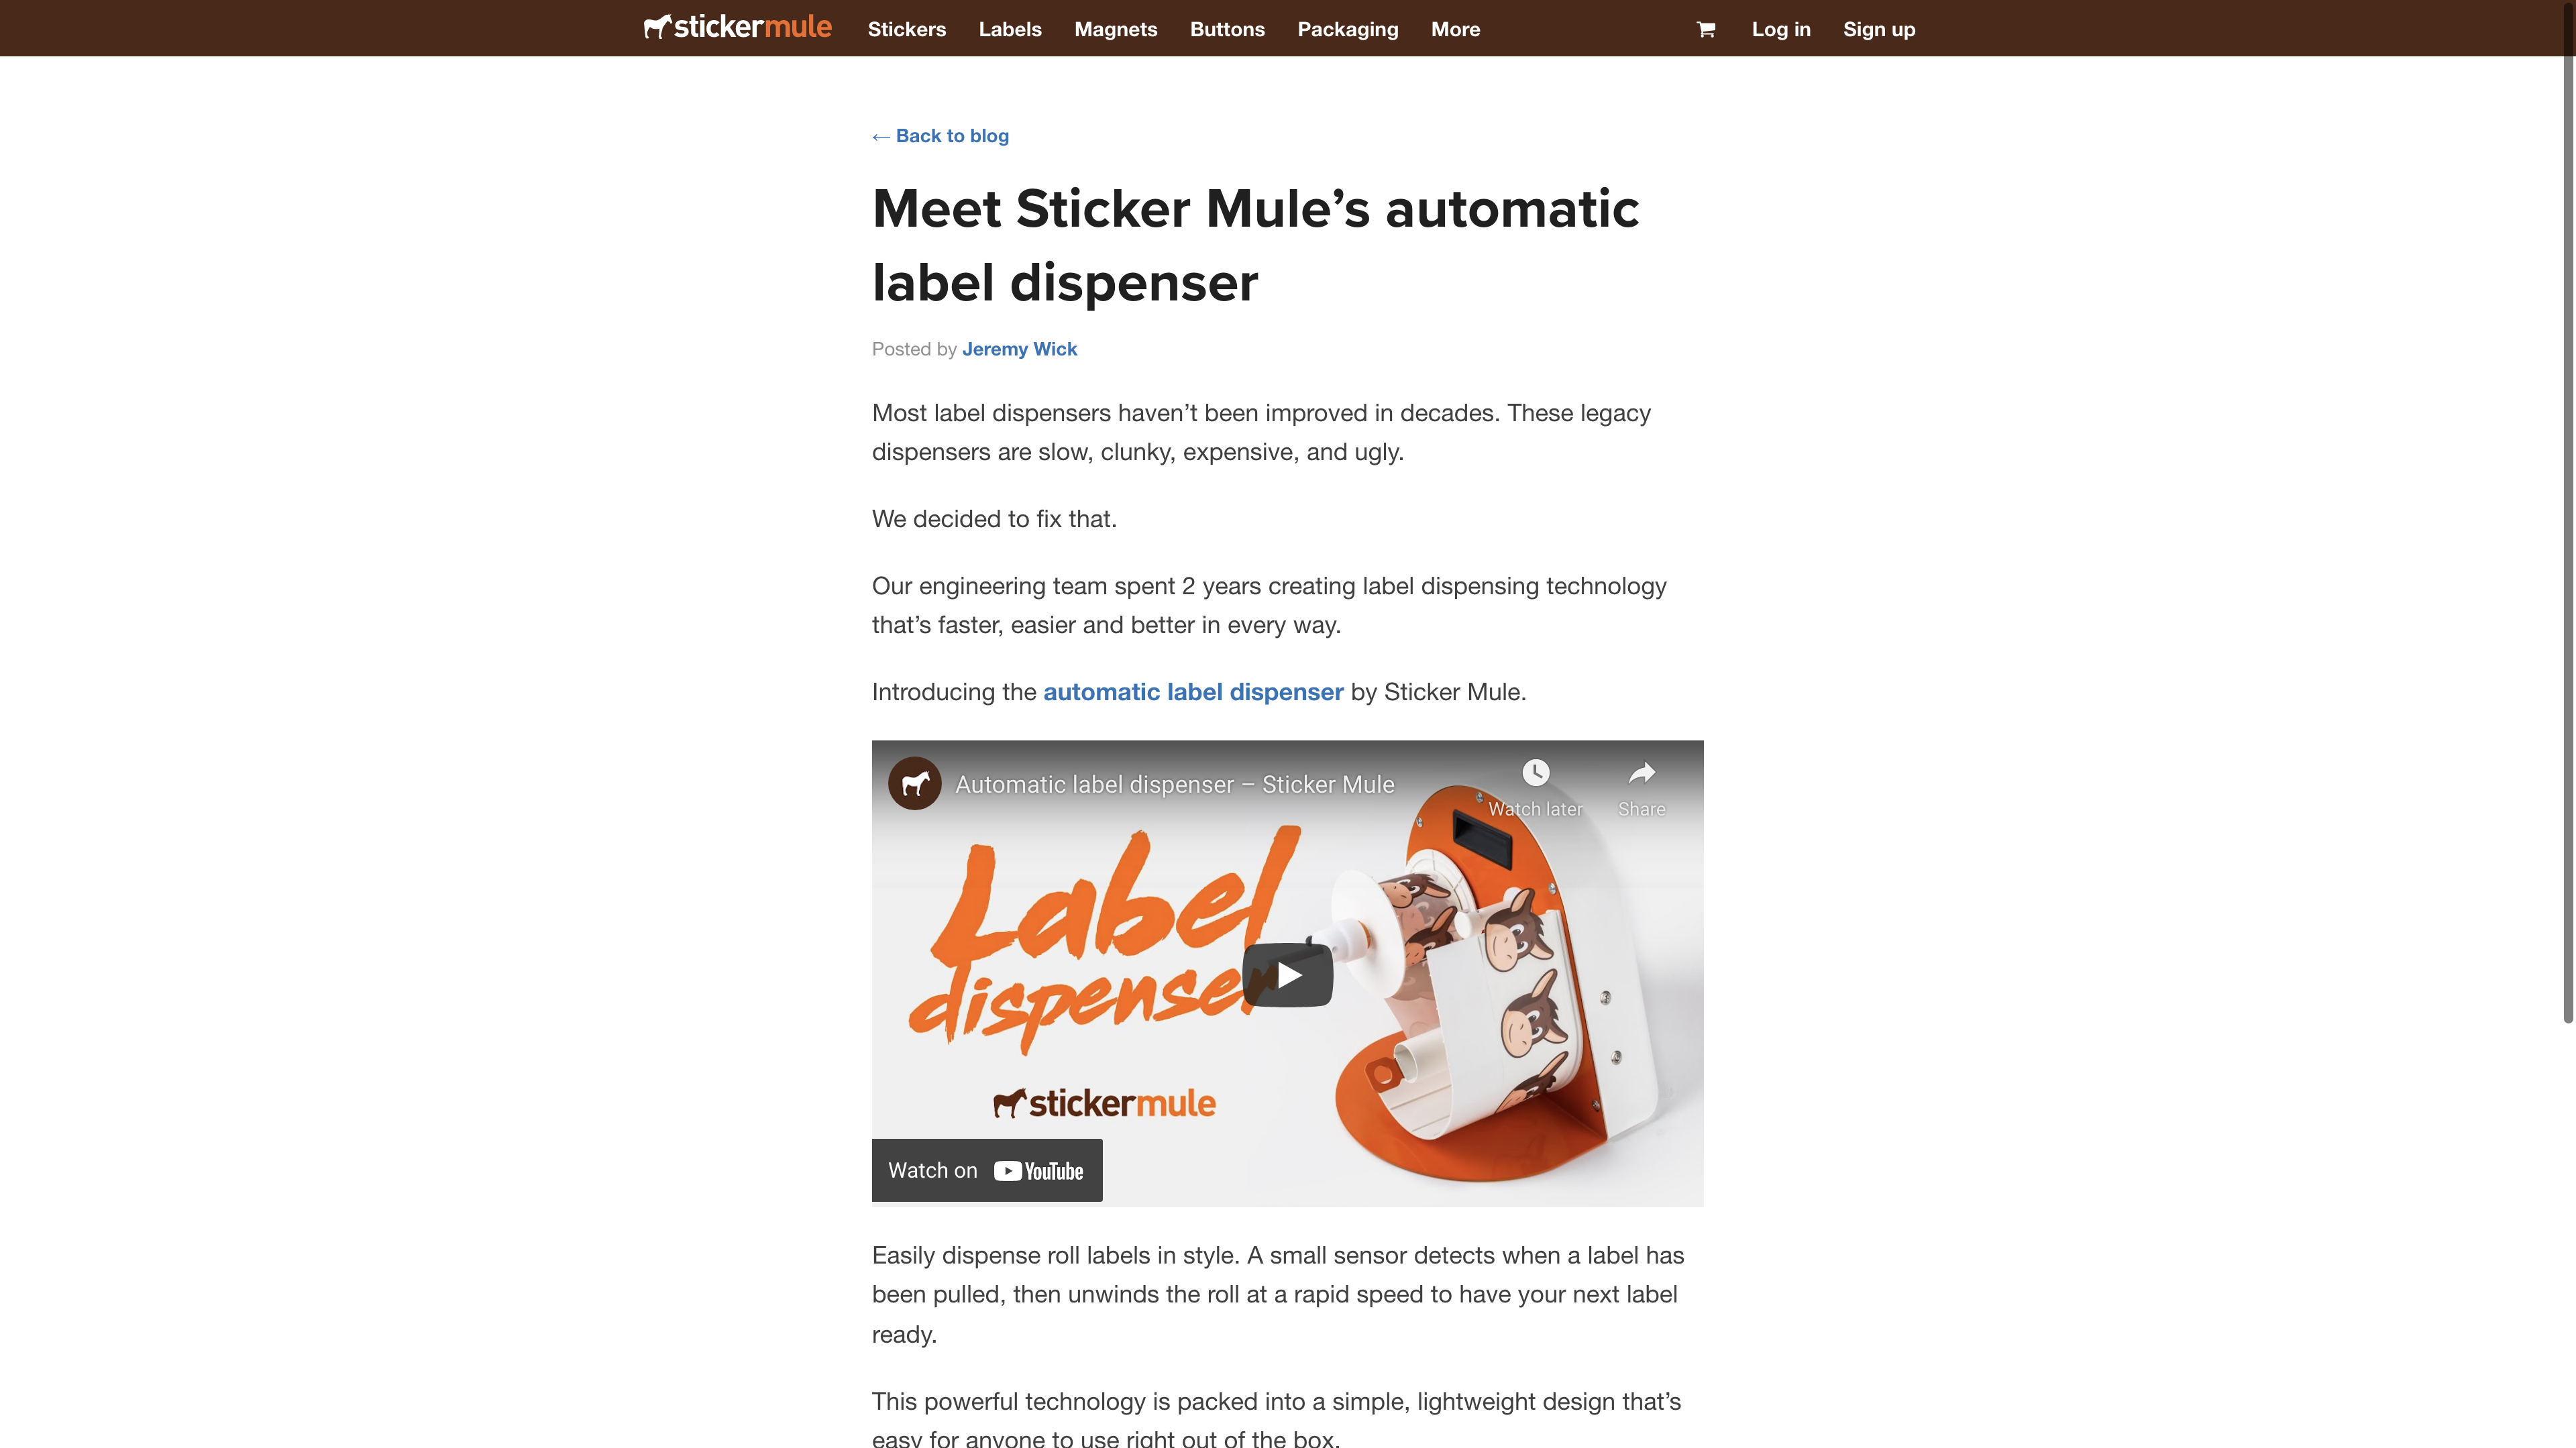 stickermule Stickers Labels Magnets Buttons Packaging More Log in Sign up
← Back to blog
Meet Sticker Mule’s automatic
label dispenser
Posted by Jeremy Wick
Most label dispensers haven’t been improved in decades. These legacy
dispensers are slow, clunky, expensive, and ugly.
We decided to fix that.
Our engineering team spent 2 years creating label dispensing technology
that’s faster, easier and better in every way.
Introducing the automatic label dispenser by Sticker Mule.
Automatic label dispenser – Sticker Mule
Watch later Share
Label
dispenser
stickermule
Watch on YouTube
Easily dispense roll labels in style. A small sensor detects when a label has
been pulled, then unwinds the roll at a rapid speed to have your next label
ready.
This powerful technology is packed into a simple, lightweight design that’s
easy for anyone to use right out of the box.